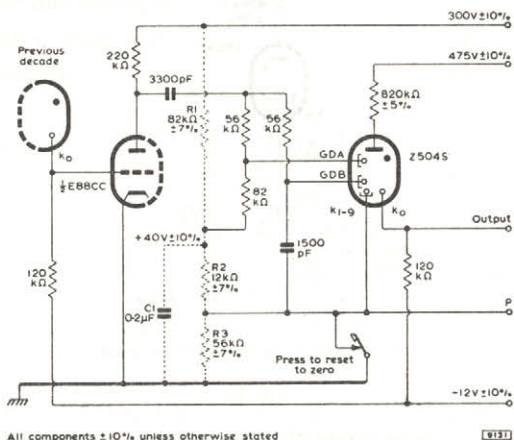 300V±10%
475V±10%
Previous
decade
220
kΩ
3300pF
R1
82kΩ
±7%
56
kΩ
56
kΩ
820kΩ
±5%
GDA
GDB
Z504S
k₀
½E88CC
82
kΩ
k₁₋₉
k₀
Output
+40V±10%
120
kΩ
R2
12kΩ
±7%
1500
pF
120
kΩ
P
C1
0·2µF
R3
56kΩ
±7%
Press to reset
to zero
-12V±10%
All components ±10% unless otherwise stated
9131